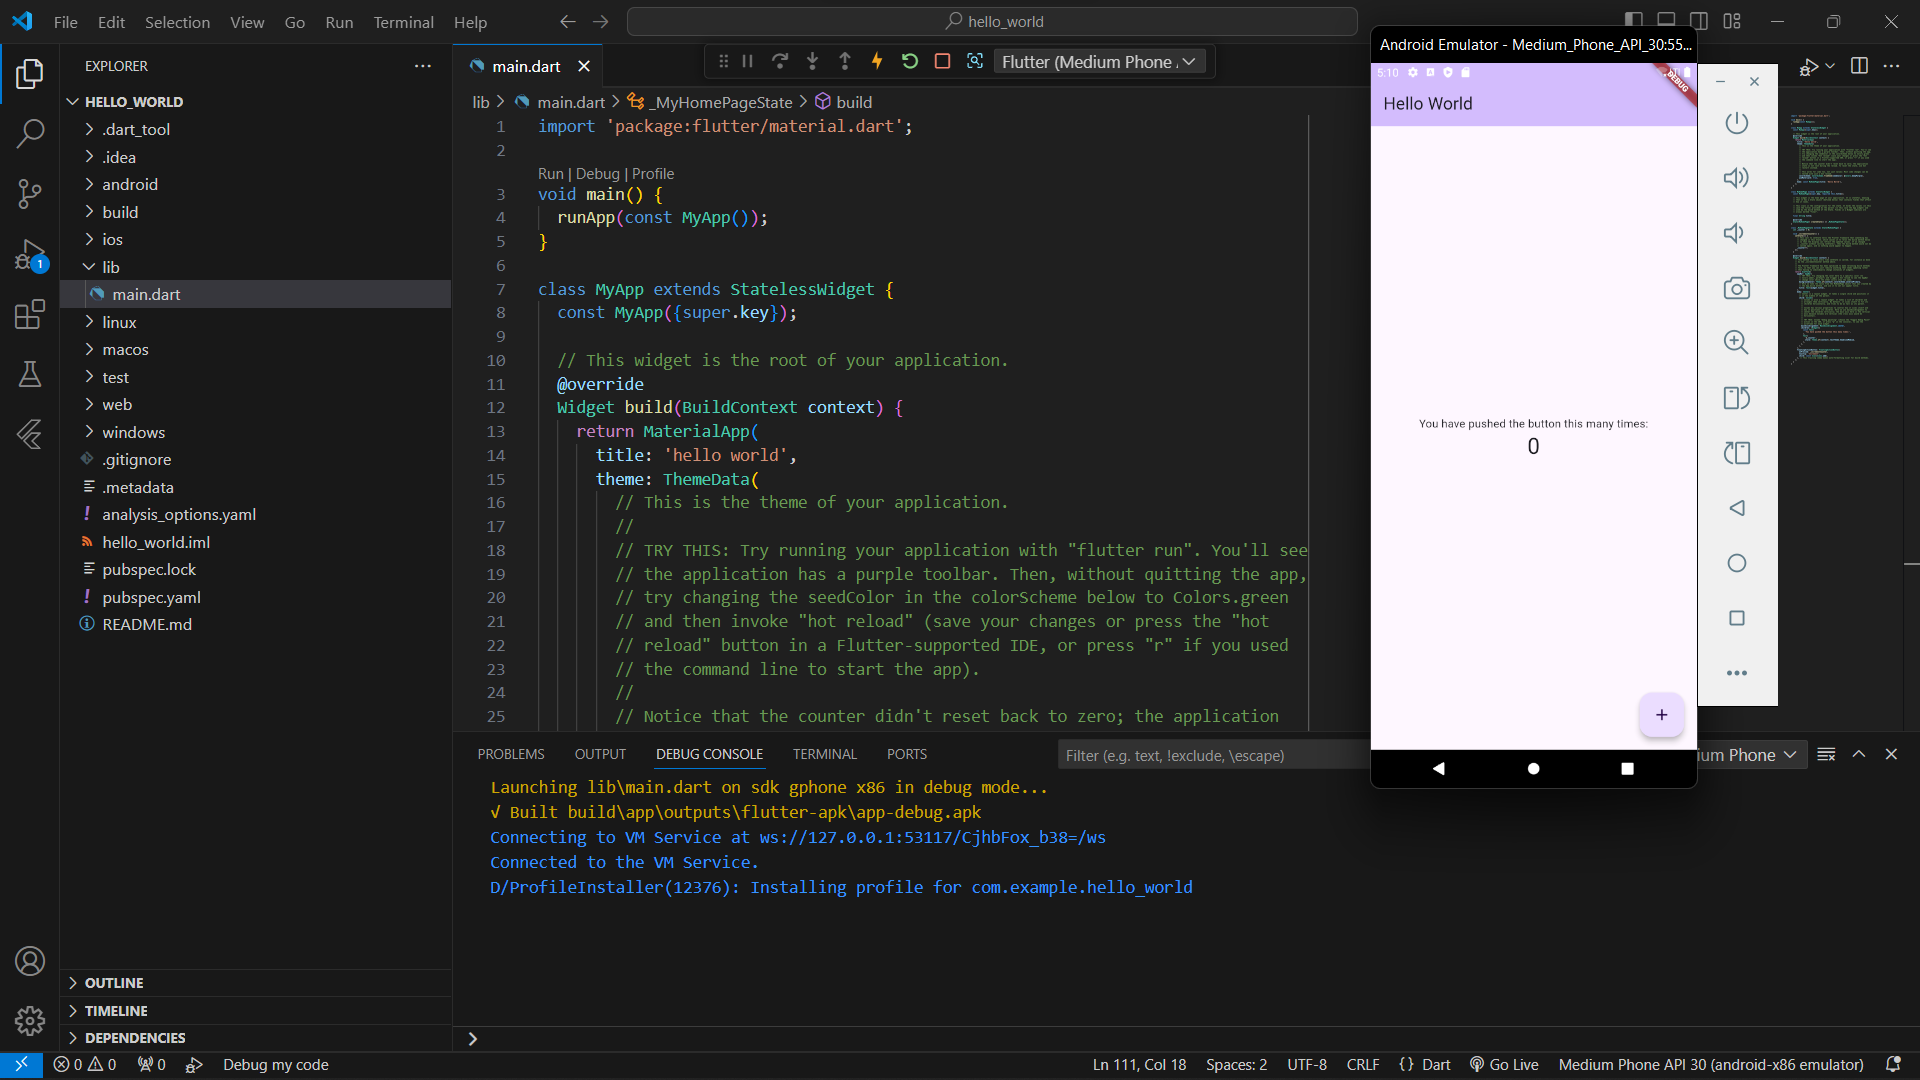 File Edit Selection View Go Run Terminal Help
hello_world
EXPLORER
HELLO_WORLD
.dart_tool
.idea
android
build
ios
lib
main.dart
linux
macos
test
web
windows
.gitignore
.metadata
analysis_options.yaml
hello_world.iml
pubspec.lock
pubspec.yaml
README.md
OUTLINE
TIMELINE
DEPENDENCIES
1
main.dart
Flutter (Medium Phone
lib > main.dart > _MyHomePageState > build
1 import 'package:flutter/material.dart';
2
Run | Debug | Profile
3 void main() {
4 runApp(const MyApp());
5 }
6
7 class MyApp extends StatelessWidget {
8 const MyApp({super.key});
9
10 // This widget is the root of your application.
11 @override
12 Widget build(BuildContext context) {
13 return MaterialApp(
14 title: 'hello world',
15 theme: ThemeData(
16 // This is the theme of your application.
17 //
18 // TRY THIS: Try running your application with "flutter run". You'll see
19 // the application has a purple toolbar. Then, without quitting the app,
20 // try changing the seedColor in the colorScheme below to Colors.green
21 // and then invoke "hot reload" (save your changes or press the "hot
22 // reload" button in a Flutter-supported IDE, or press "r" if you used
23 // the command line to start the app).
24 //
25 // Notice that the counter didn't reset back to zero; the application
PROBLEMS OUTPUT DEBUG CONSOLE TERMINAL PORTS
Filter (e.g. text, !exclude, \escape)
ium Phone
Launching lib\main.dart on sdk gphone x86 in debug mode...
√ Built build\app\outputs\flutter-apk\app-debug.apk
Connecting to VM Service at ws://127.0.0.1:53117/CjhbFox_b38=/ws
Connected to the VM Service.
D/ProfileInstaller(12376): Installing profile for com.example.hello_world
Android Emulator - Medium_Phone_API_30:55...
5:10
DEBUG
Hello World
You have pushed the button this many times:
0
+
0 0 0 Debug my code
Ln 111, Col 18 Spaces: 2 UTF-8 CRLF {} Dart Go Live Medium Phone API 30 (android-x86 emulator)